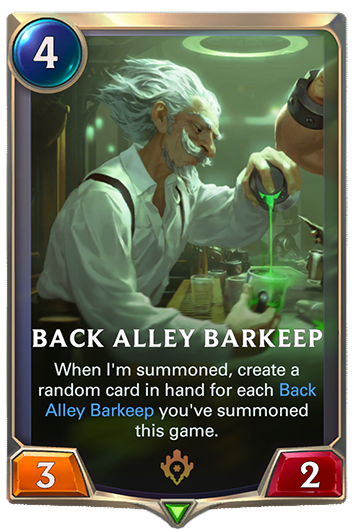 4
BACK ALLEY BARKEEP
When I'm summoned, create a
random card in hand for each Back
Alley Barkeep you've summoned
this game.
3
2